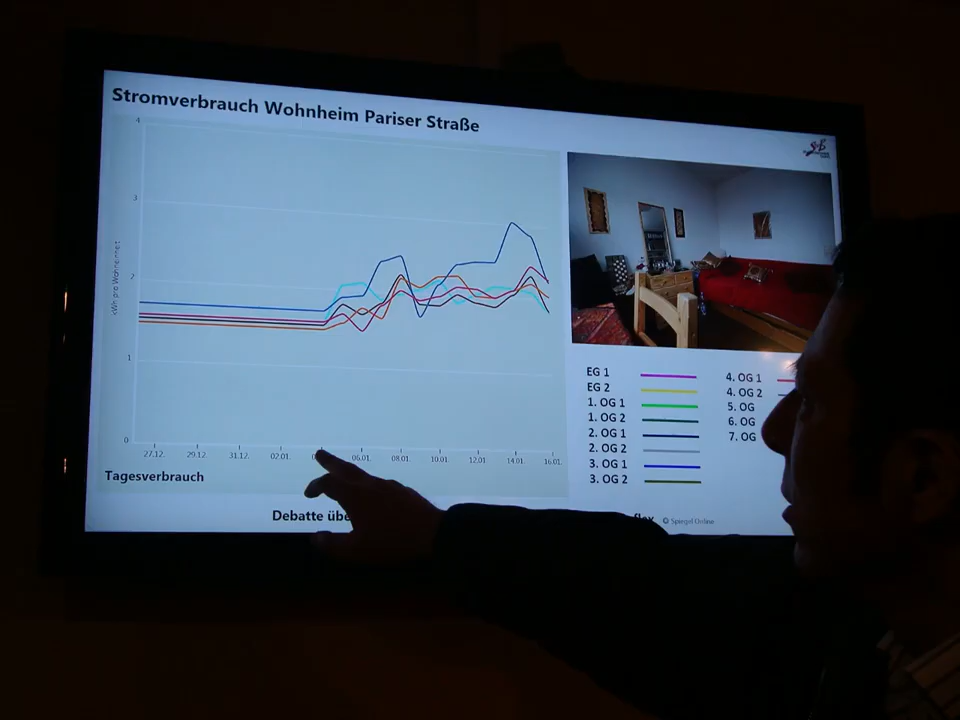 Stromverbrauch Wohnheim Pariser Straße
4
3
2
1
0
27.12. 29.12. 31.12. 02.01. 06.01. 08.01. 10.01. 12.01. 14.01. 16.01.
Tagesverbrauch
EG 1
EG 2
1. OG 1
1. OG 2
2. OG 1
2. OG 2
3. OG 1
3. OG 2
4. OG 1
4. OG 2
5. OG
6. OG
7. OG
Debatte übe
© Spiegel Online